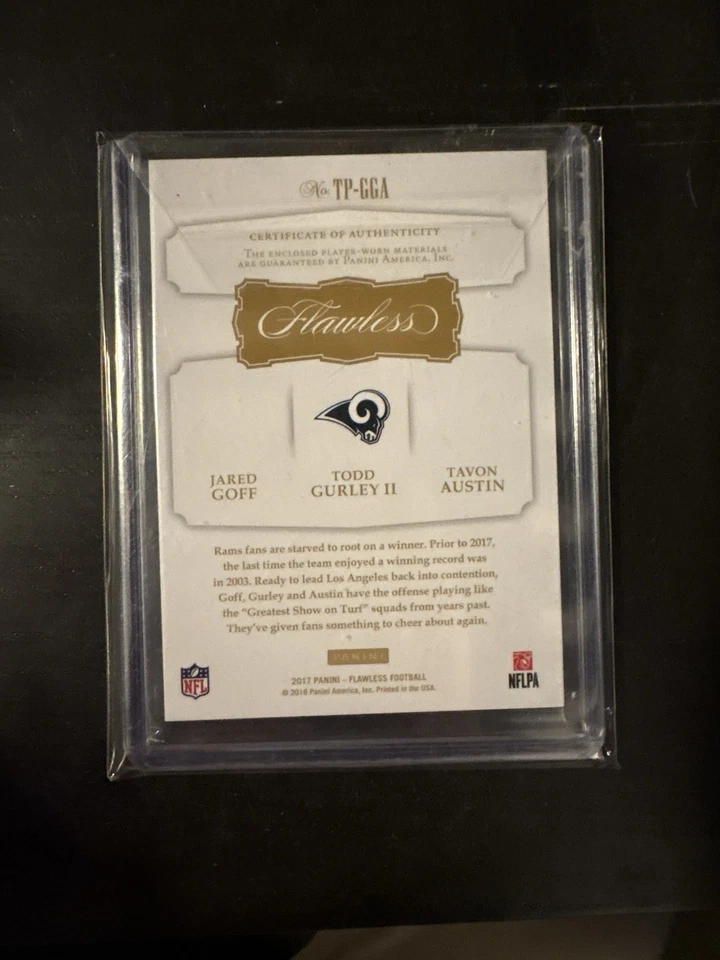 No. TP-GGA
CERTIFICATE OF AUTHENTICITY
THE ENCLOSED PLAYER-WORN MATERIALS
ARE GUARANTEED BY PANINI AMERICA, INC.
Flawless
JARED
GOFF
TODD
GURLEY II
TAVON
AUSTIN
Rams fans are starved to root on a winner. Prior to 2017,
the last time the team enjoyed a winning record was
in 2003. Ready to lead Los Angeles back into contention,
Goff, Gurley and Austin have the offense playing like
the "Greatest Show on Turf" squads from years past.
They've given fans something to cheer about again.
PANINI
NFL
2017 PANINI – FLAWLESS FOOTBALL
© 2018 Panini America, Inc. Printed in the USA.
NFLPA